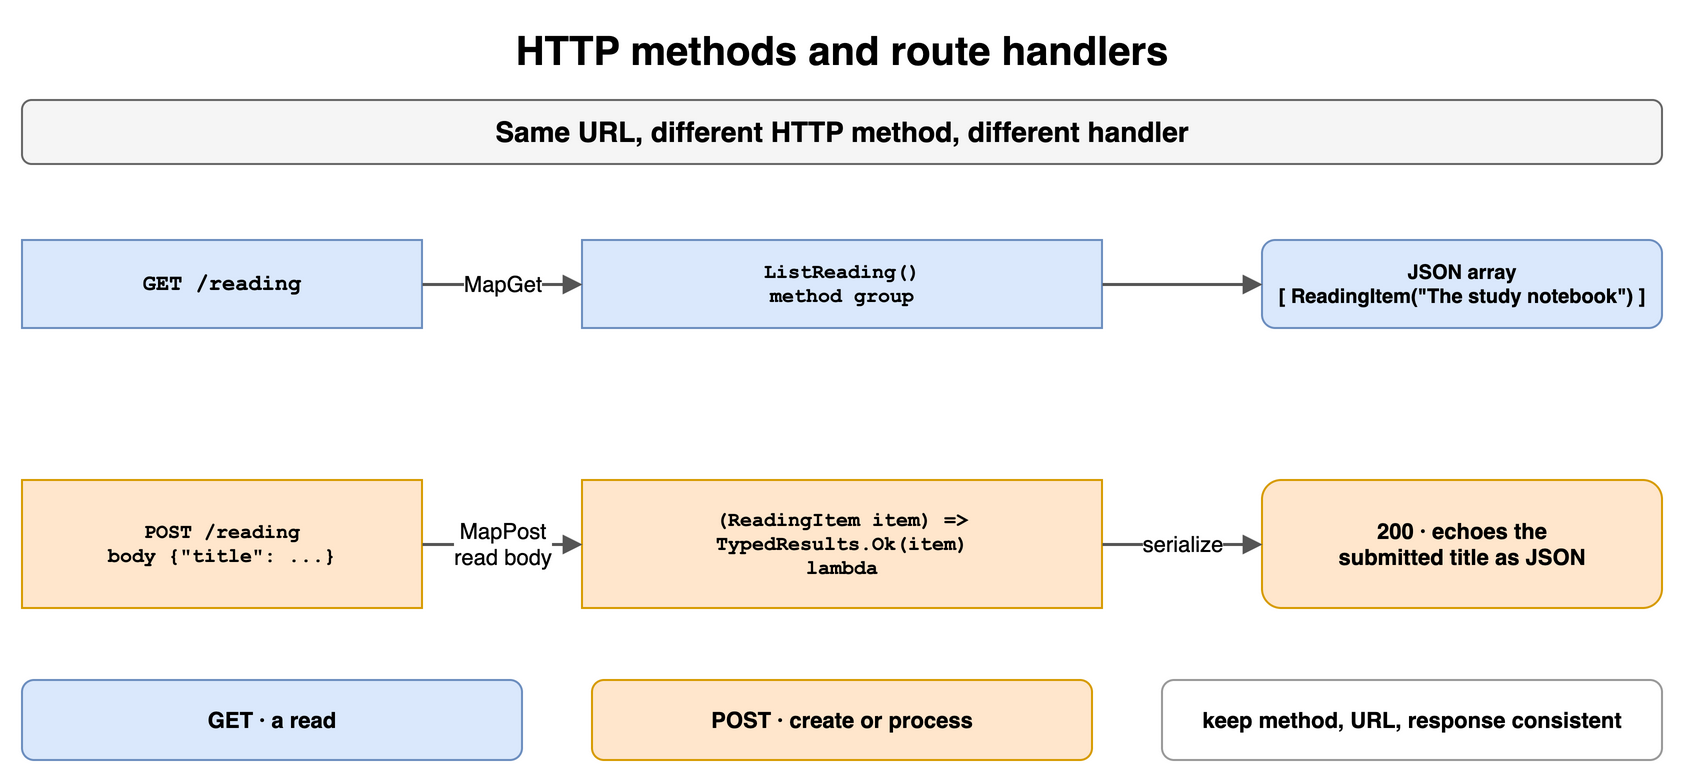 HTTP methods and route handlers
Same URL, different HTTP method, different handler
GET /reading
MapGet
ListReading()
method group
JSON array
[ ReadingItem("The study notebook") ]
POST /reading
body {"title": ...}
MapPost
read body
(ReadingItem item) =>
TypedResults.Ok(item)
lambda
serialize
200 · echoes the
submitted title as JSON
GET · a read
POST · create or process
keep method, URL, response consistent